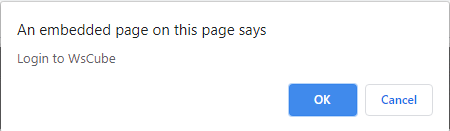 An embedded page on this page says
Login to WsCube
OK Cancel